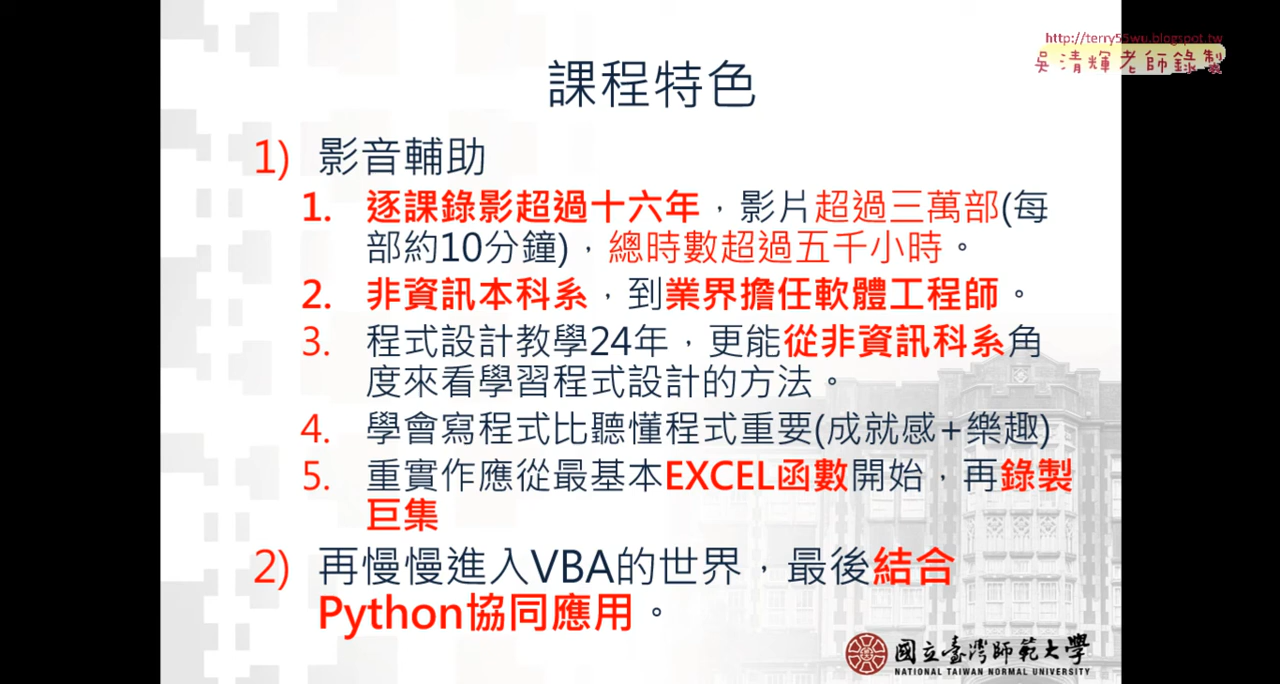 http://terry55wu.blogspot.tw
吳清輝老師錄製
課程特色
1) 影音輔助
1. 逐課錄影超過十六年，影片超過三萬部(每
部約10分鐘)，總時數超過五千小時。
2. 非資訊本科系，到業界擔任軟體工程師。
3. 程式設計教學24年，更能從非資訊科系角
度來看學習程式設計的方法。
4. 學會寫程式比聽懂程式重要(成就感+樂趣)
5. 重實作應從最基本EXCEL函數開始，再錄製
巨集
2) 再慢慢進入VBA的世界，最後結合
Python協同應用。
國立臺灣師範大學
NATIONAL TAIWAN NORMAL UNIVERSITY